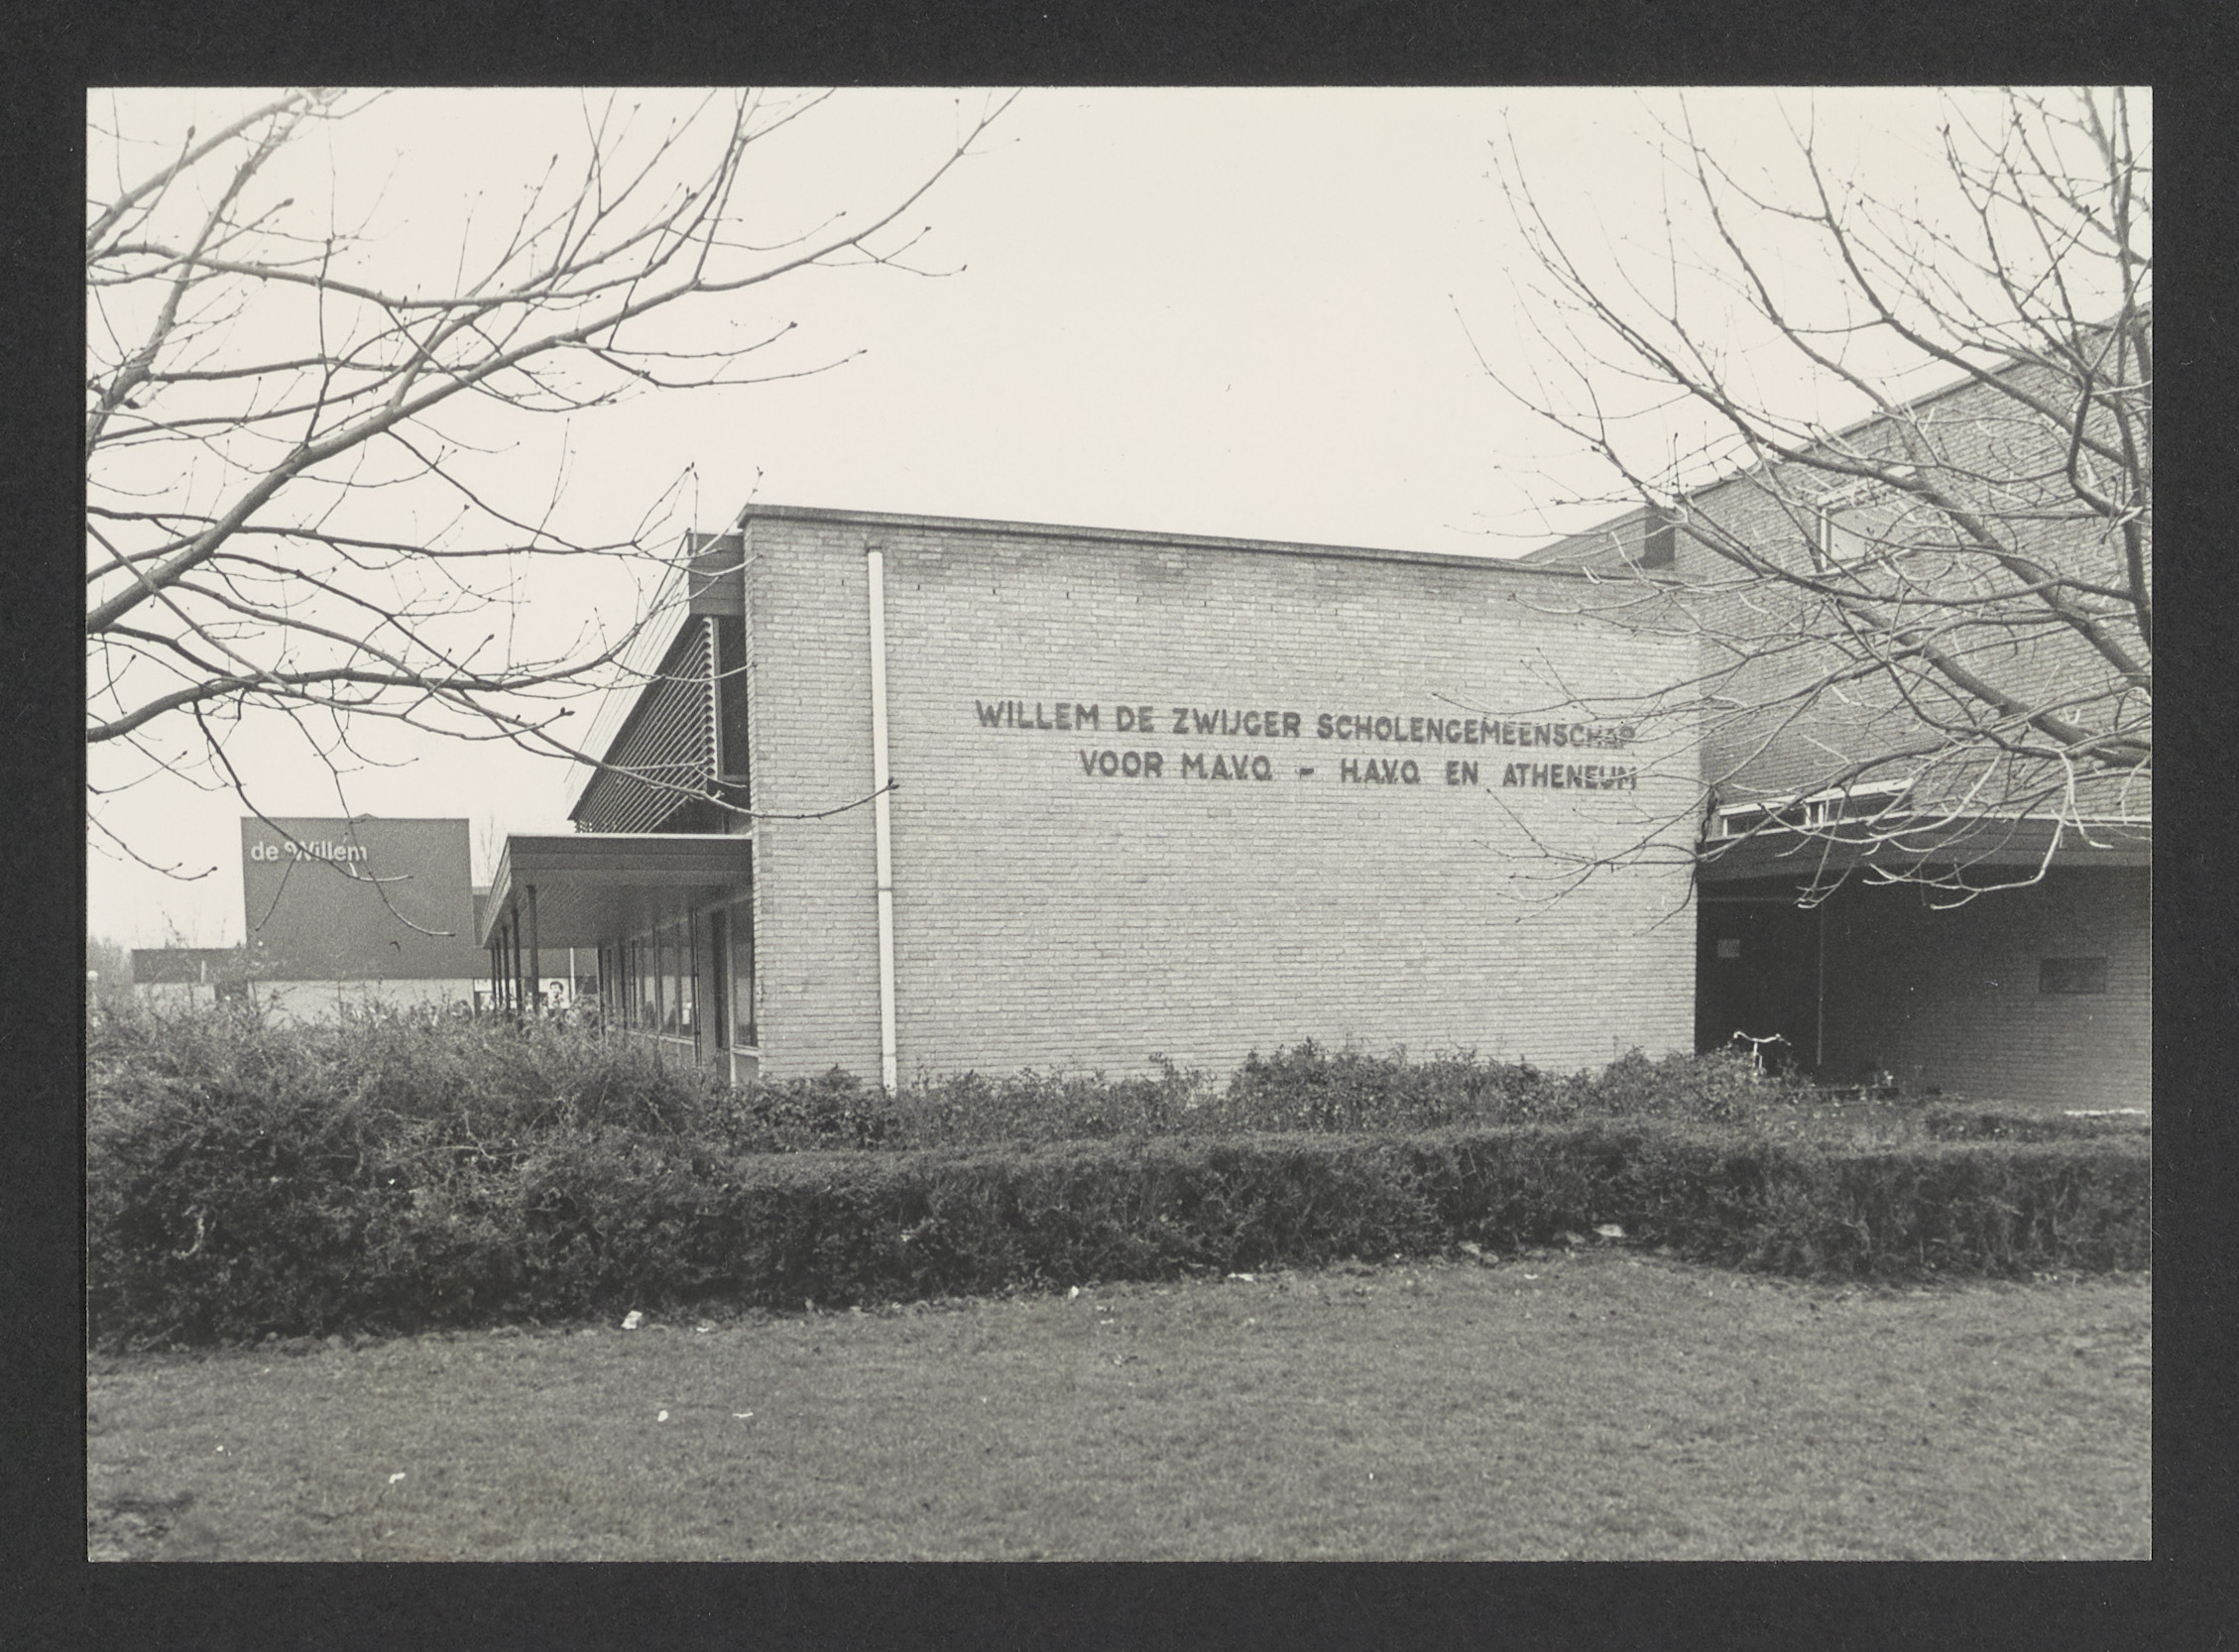 WILLEM DE ZWIJGER SCHOLENGEMEENSCHAP
VOOR M.A.V.O. - H.A.V.O. EN ATHENEUM
de Willem